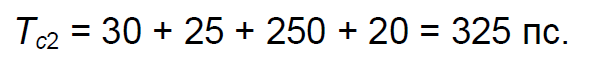 Tc2 = 30 + 25 + 250 + 20 = 325 пс.